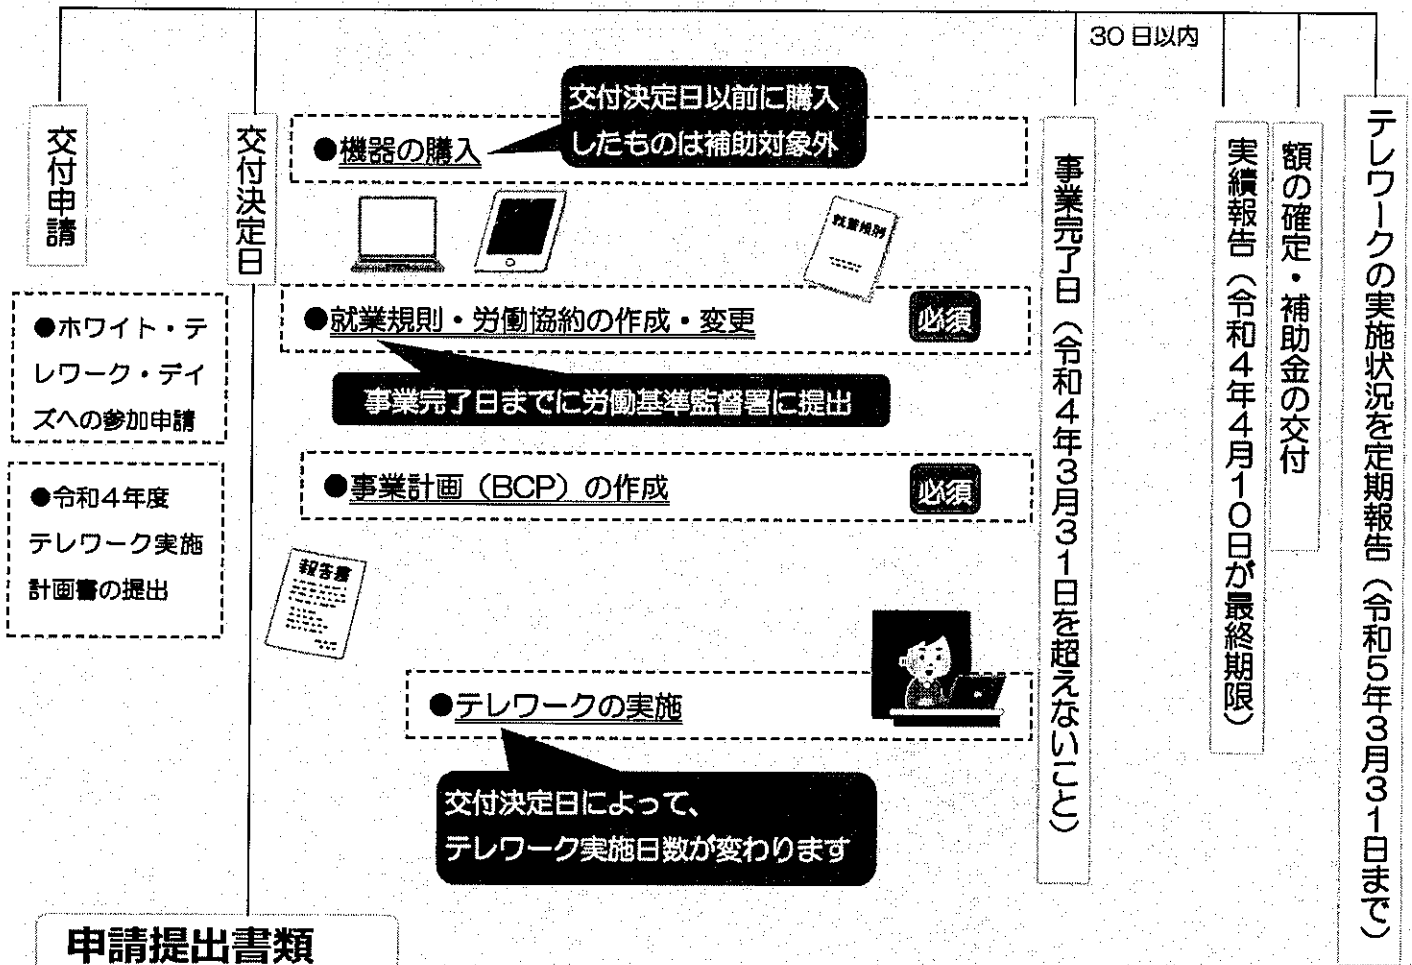 30日以内
交付申請
●ホワイト・テ
レワーク・デイ
ズへの参加申請
●令和4年度
テレワーク実施
計画書の提出
交付決定日
●機器の購入
交付決定日以前に購入
したものは補助対象外
就業規則
●就業規則・労働協約の作成・変更
必須
事業完了日までに労働基準監督署に提出
●事業計画（BCP）の作成
必須
報告書
●テレワークの実施
交付決定日によって、
テレワーク実施日数が変わります
事業完了日（令和4年3月31日を超えないこと）
実績報告（令和4年4月10日が最終期限）
額の確定・補助金の交付
テレワークの実施状況を定期報告（令和5年3月31日まで）
申請提出書類